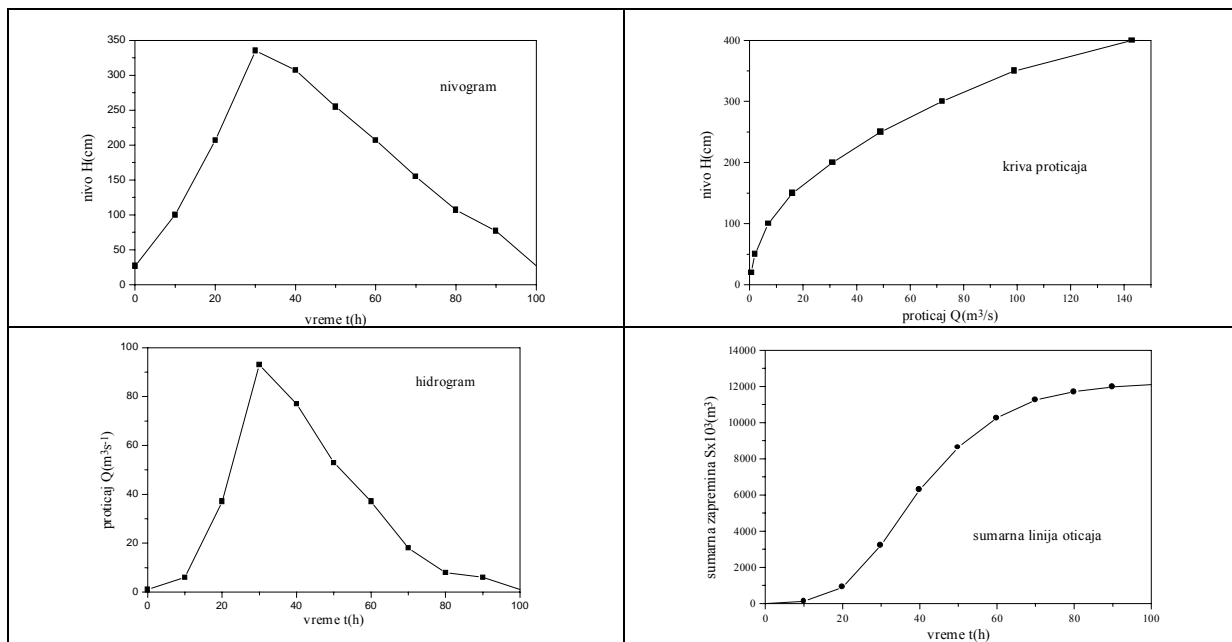 350
300
250
200
150
100
50
0
nivo H(cm)
nivogram
0 20 40 60 80 100
vreme t(h)
400
300
200
100
0
nivo H(cm)
kriva proticaja
0 20 40 60 80 100 120 140
proticaj Q(m³/s)
100
80
60
40
20
0
proticaj Q(m³s⁻¹)
hidrogram
0 20 40 60 80 100
vreme t(h)
14000
12000
10000
8000
6000
4000
2000
0
sumarna zapremina Sx10³(m³)
sumarna linija oticaja
0 20 40 60 80 100
vreme t(h)